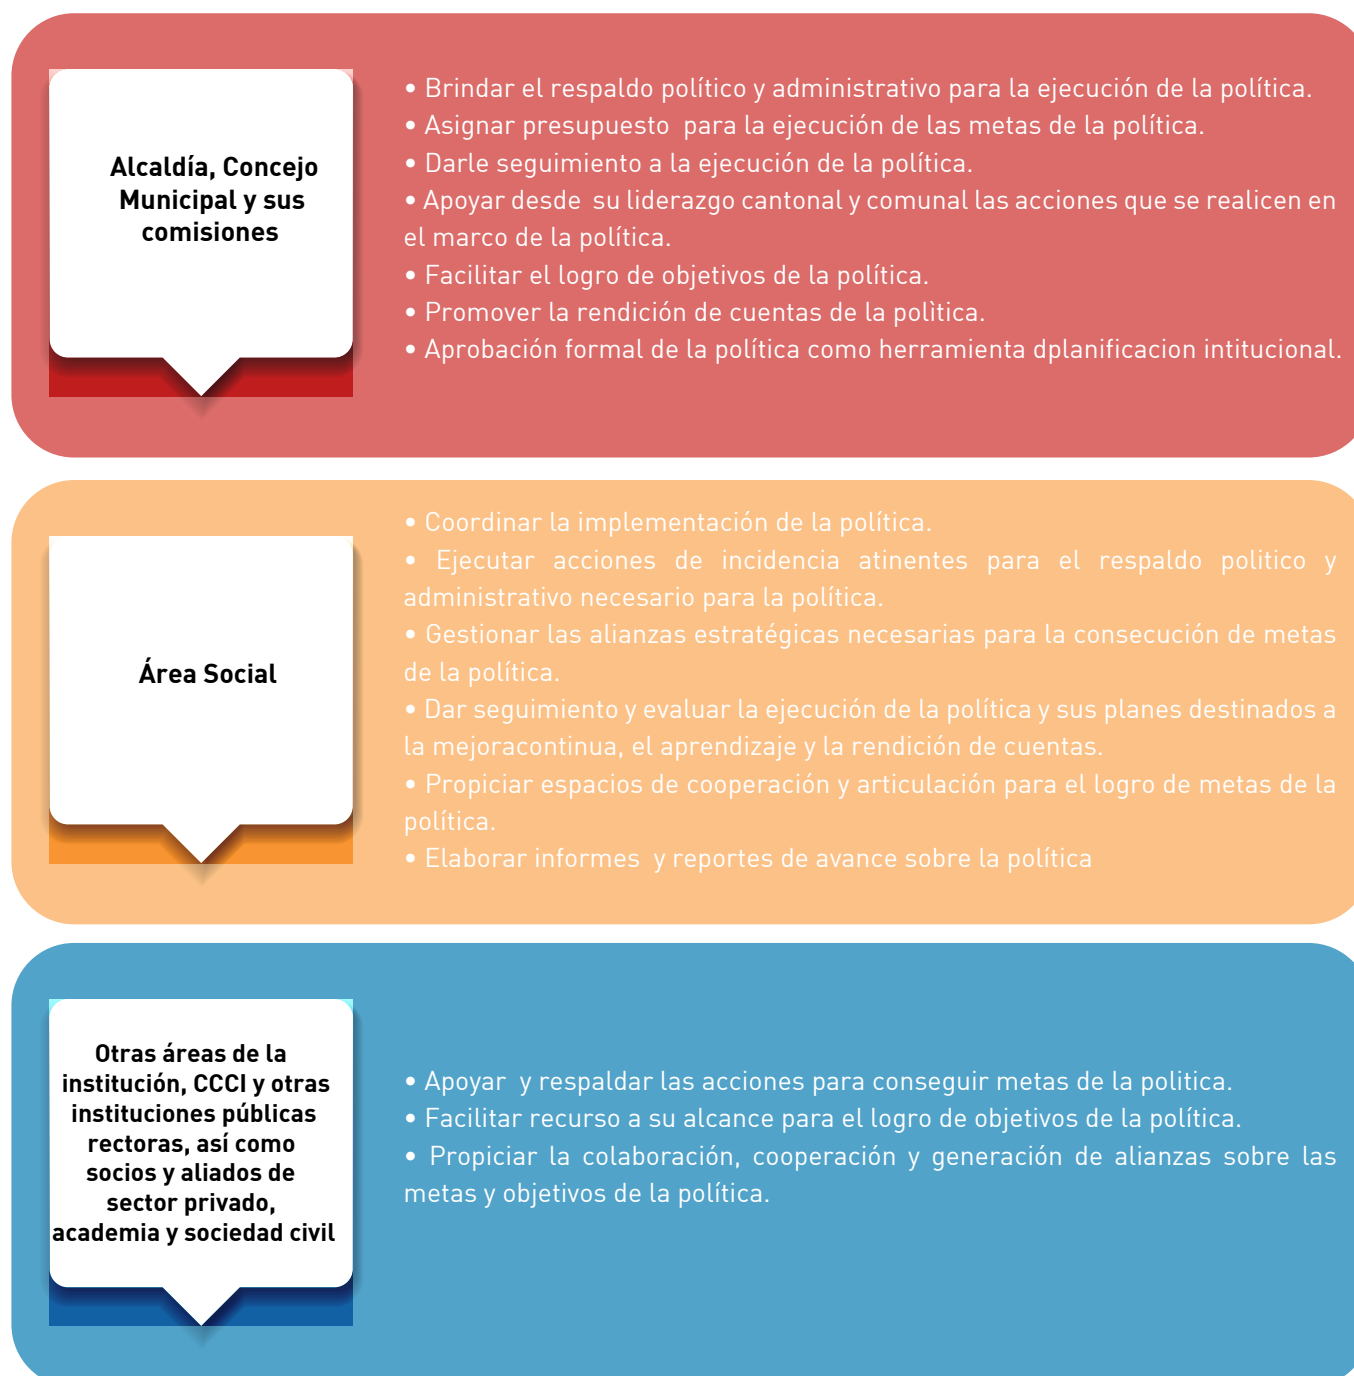 Alcaldía, Concejo
Municipal y sus
comisiones
• Brindar el respaldo político y administrativo para la ejecución de la política.
• Asignar presupuesto para la ejecución de las metas de la política.
• Darle seguimiento a la ejecución de la política.
• Apoyar desde su liderazgo cantonal y comunal las acciones que se realicen en
el marco de la política.
• Facilitar el logro de objetivos de la política.
• Promover la rendición de cuentas de la polìtica.
• Aprobación formal de la política como herramienta dplanificacion intitucional.
Área Social
• Coordinar la implementación de la política.
• Ejecutar acciones de incidencia atinentes para el respaldo politico y
administrativo necesario para la política.
• Gestionar las alianzas estratégicas necesarias para la consecución de metas
de la política.
• Dar seguimiento y evaluar la ejecución de la política y sus planes destinados a
la mejoracontinua, el aprendizaje y la rendición de cuentas.
• Propiciar espacios de cooperación y articulación para el logro de metas de la
política.
• Elaborar informes y reportes de avance sobre la política
Otras áreas de la
institución, CCCI y otras
instituciones públicas
rectoras, así como
socios y aliados de
sector privado,
academia y sociedad civil
• Apoyar y respaldar las acciones para conseguir metas de la politica.
• Facilitar recurso a su alcance para el logro de objetivos de la política.
• Propiciar la colaboración, cooperación y generación de alianzas sobre las
metas y objetivos de la política.